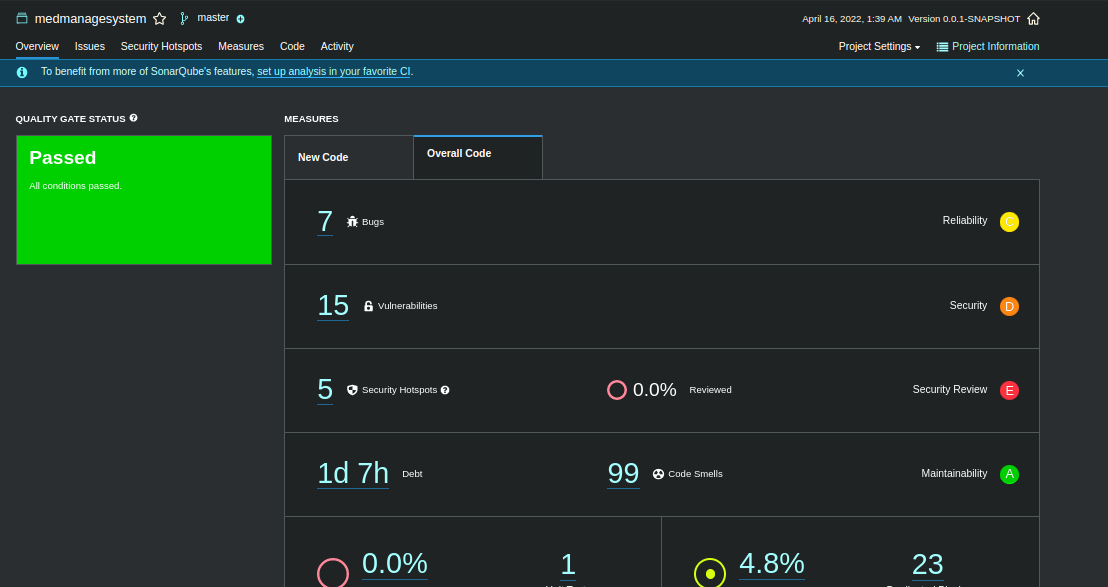 medmanagesystem master
April 16, 2022, 1:39 AM Version 0.0.1-SNAPSHOT
Overview Issues Security Hotspots Measures Code Activity
Project Settings Project Information
To benefit from more of SonarQube's features, set up analysis in your favorite CI.
QUALITY GATE STATUS
MEASURES
Passed
All conditions passed.
New Code
Overall Code
7 Bugs
Reliability C
15 Vulnerabilities
Security D
5 Security Hotspots
0.0% Reviewed
Security Review E
1d 7h Debt
99 Code Smells
Maintainability A
0.0%
1
4.8%
23